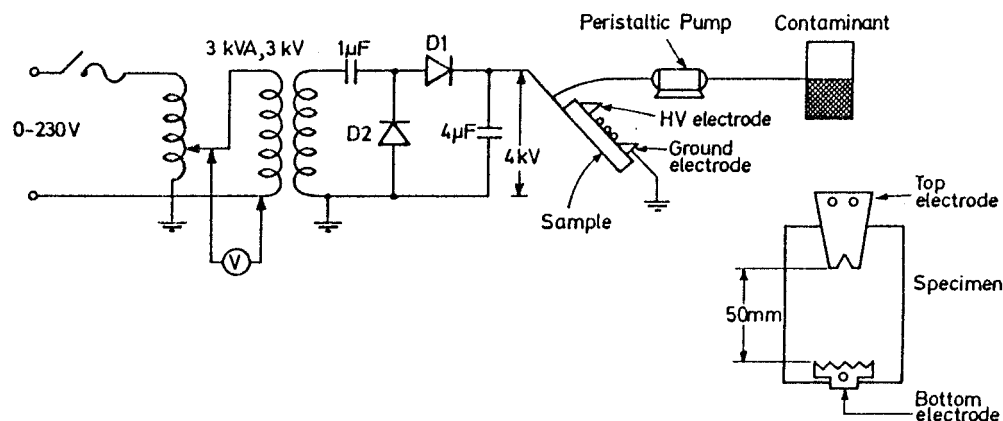 Peristaltic Pump
Contaminant
3 kVA, 3 kV
1µF
D1
0-230V
D2
4µF
4kV
HV electrode
Ground
electrode
Sample
V
Top
electrode
Specimen
50mm
Bottom
electrode